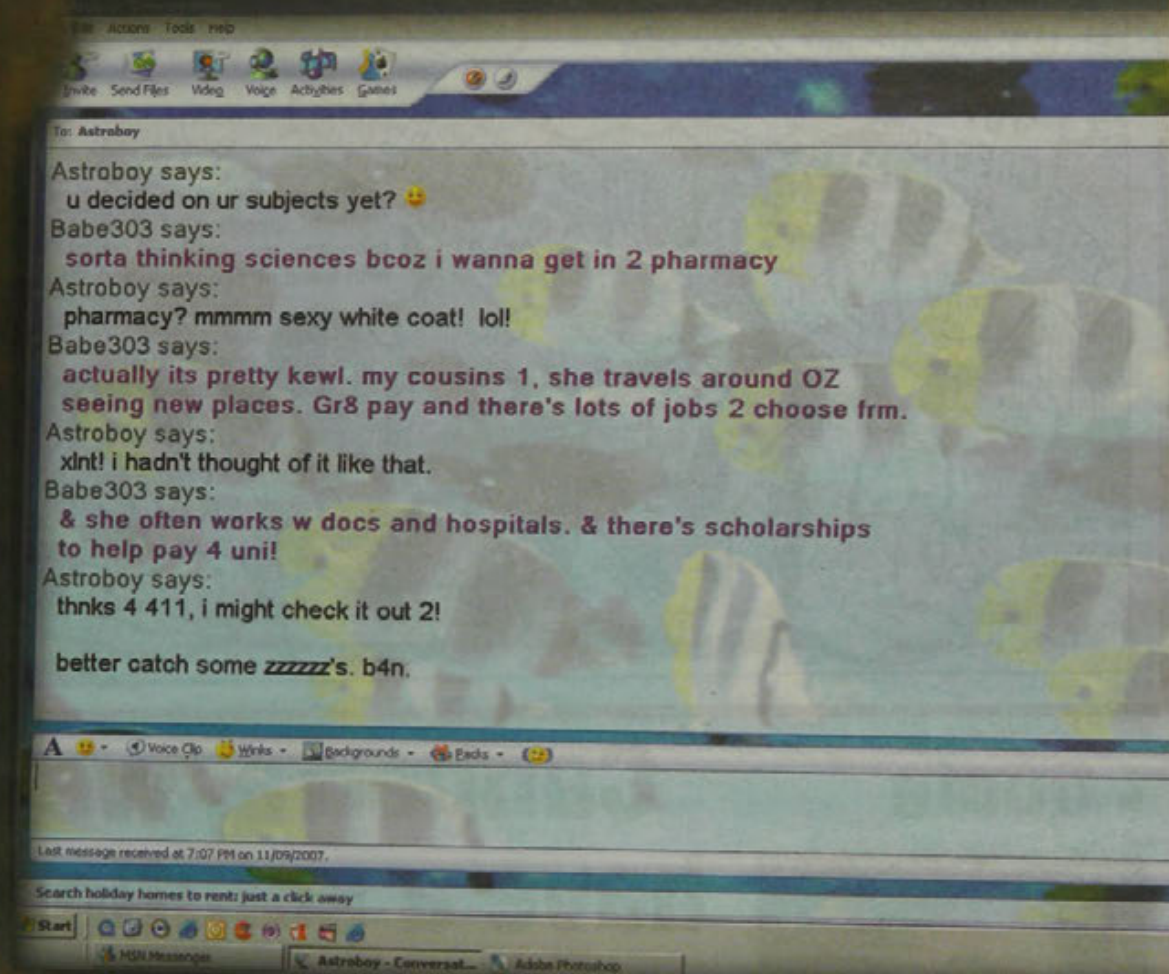 Actions Tools Help
Invite Send Files Video Voice Activities Games
To: Astroboy
Astroboy says:
u decided on ur subjects yet?
Babe303 says:
sorta thinking sciences bcoz i wanna get in 2 pharmacy
Astroboy says:
pharmacy? mmmm sexy white coat! lol!
Babe303 says:
actually its pretty kewl. my cousins 1, she travels around OZ
seeing new places. Gr8 pay and there's lots of jobs 2 choose frm.
Astroboy says:
xlnt! i hadn't thought of it like that.
Babe303 says:
& she often works w docs and hospitals. & there's scholarships
to help pay 4 uni!
Astroboy says:
thnks 4 411, i might check it out 2!
better catch some zzzzzz's. b4n.
A Voice Clip Winks Backgrounds Packs
Last message received at 7:07 PM on 11/09/2007.
Search holiday homes to rent: just a click away
Start
MSN Messenger Astroboy - Conversat... Adobe Photoshop